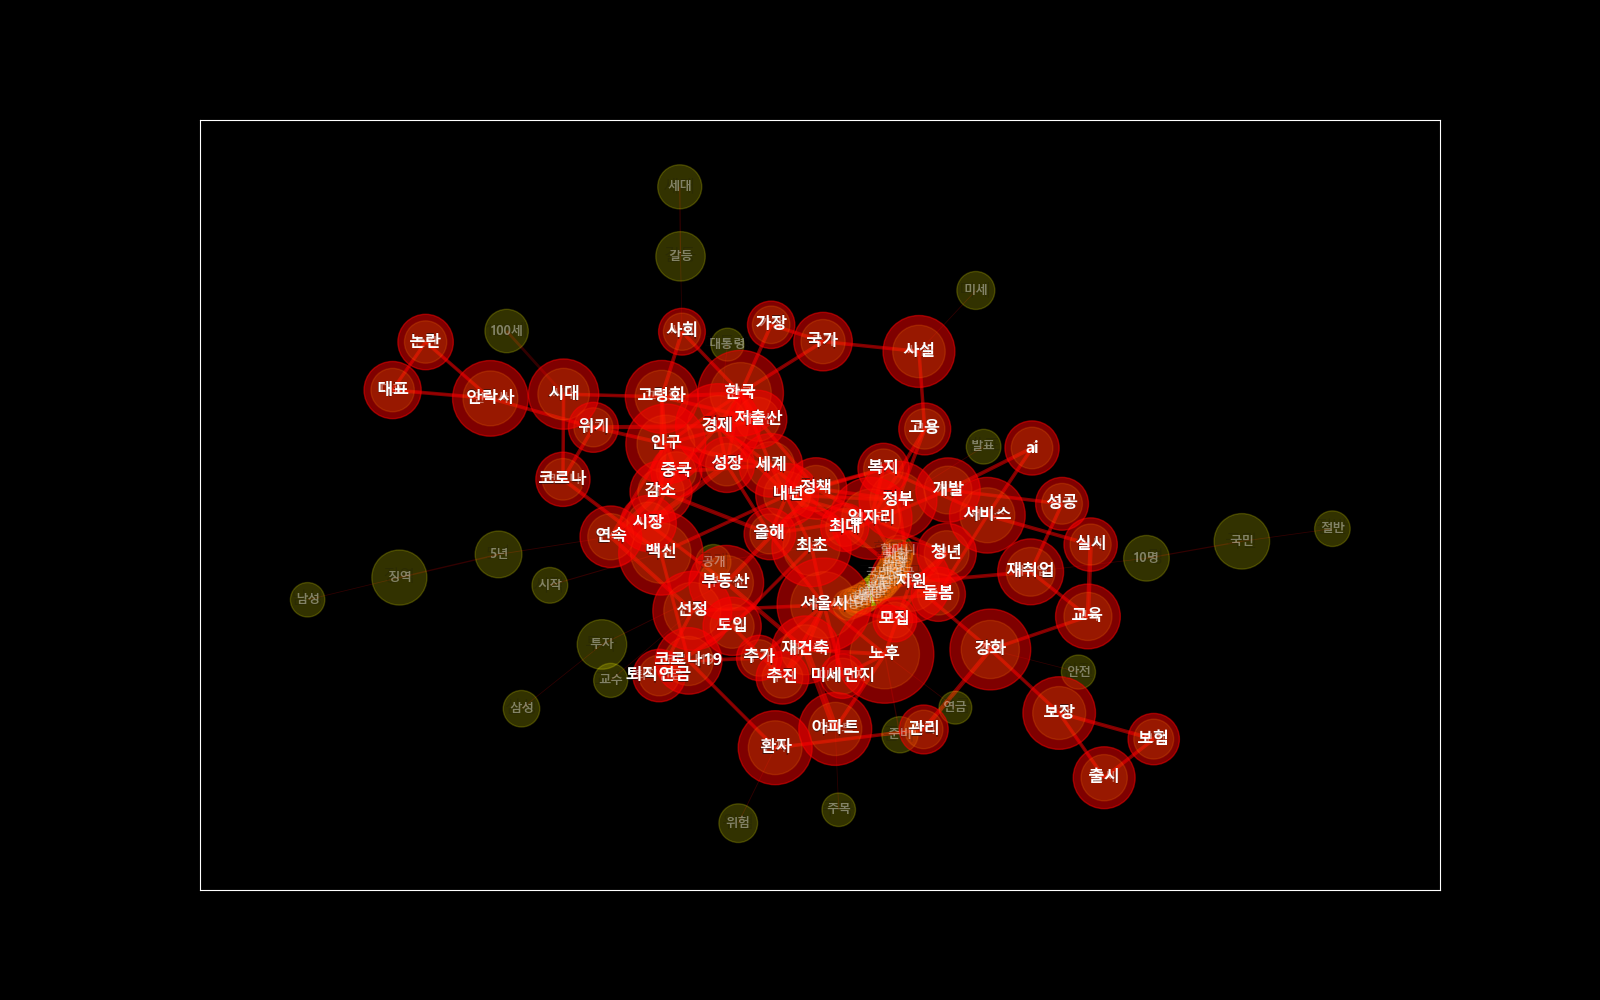 세대
갈등
미세
사회
가장
100세
논란
대통령
국가
사설
대표
안락사
시대
고령화
한국
위기
경제
저출산
고용
인구
발표
ai
중국
성장
세계
복지
코로나
감소
내년
정책
정부
개발
성공
시장
최대
일자리
서비스
연속
올해
절반
백신
최초
청년
실시
국민
5년
공개
10명
징역
시작
부동산
지원
재취업
남성
선정
서울시
돌봄
도입
모집
교육
투자
코로나19
추가
재건축
노후
강화
퇴직연금
교수
추진
미세먼지
안전
삼성
연금
보장
아파트
준비
관리
환자
보험
출시
위험
주목